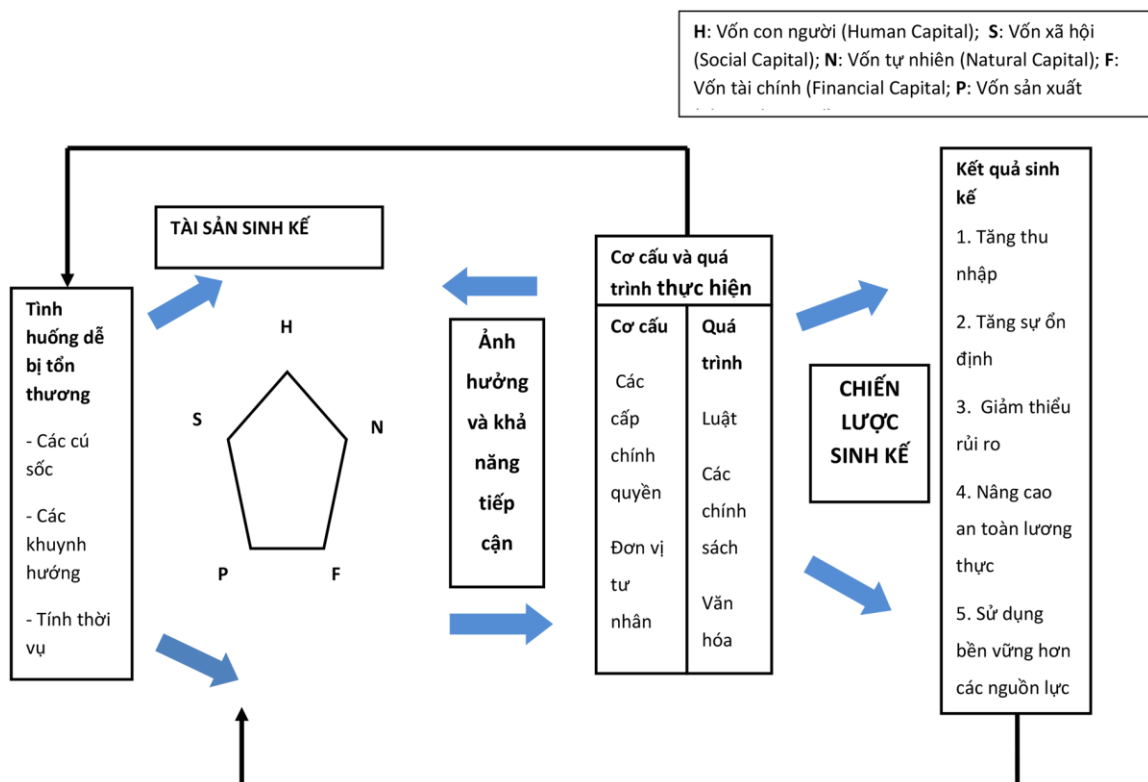 H: Vốn con người (Human Capital); S: Vốn xã hội
(Social Capital); N: Vốn tự nhiên (Natural Capital); F:
Vốn tài chính (Financial Capital; P: Vốn sản xuất
TÀI SẢN SINH KẾ
Tình
huống dễ
bị tổn
thương
- Các cú
sốc
- Các
khuynh
hướng
- Tính thời
vụ
H
S
N
P
F
Ảnh
hưởng
và khả
năng
tiếp
cận
Cơ cấu và quá
trình thực hiện
Cơ cấu
Các
cấp
chính
quyền
Đơn vị
tư
nhân
Quá
trình
Luật
Các
chính
sách
Văn
hóa
CHIẾN
LƯỢC
SINH KẾ
Kết quả sinh
kế
1. Tăng thu
nhập
2. Tăng sự ổn
định
3. Giảm thiểu
rủi ro
4. Nâng cao
an toàn lương
thực
5. Sử dụng
bền vững hơn
các nguồn lực